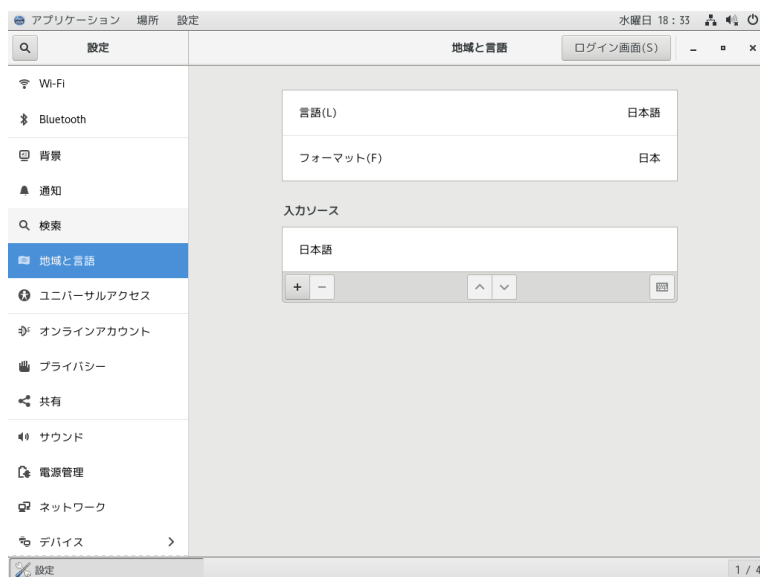 アプリケーション 場所 設定 水曜日 18：33
設定 地域と言語 ログイン画面(S)
Wi-Fi
Bluetooth
背景
通知
検索
地域と言語
ユニバーサルアクセス
オンラインアカウント
プライバシー
共有
サウンド
電源管理
ネットワーク
デバイス
言語(L) 日本語
フォーマット(F) 日本
入力ソース
日本語
設定 1 / 4